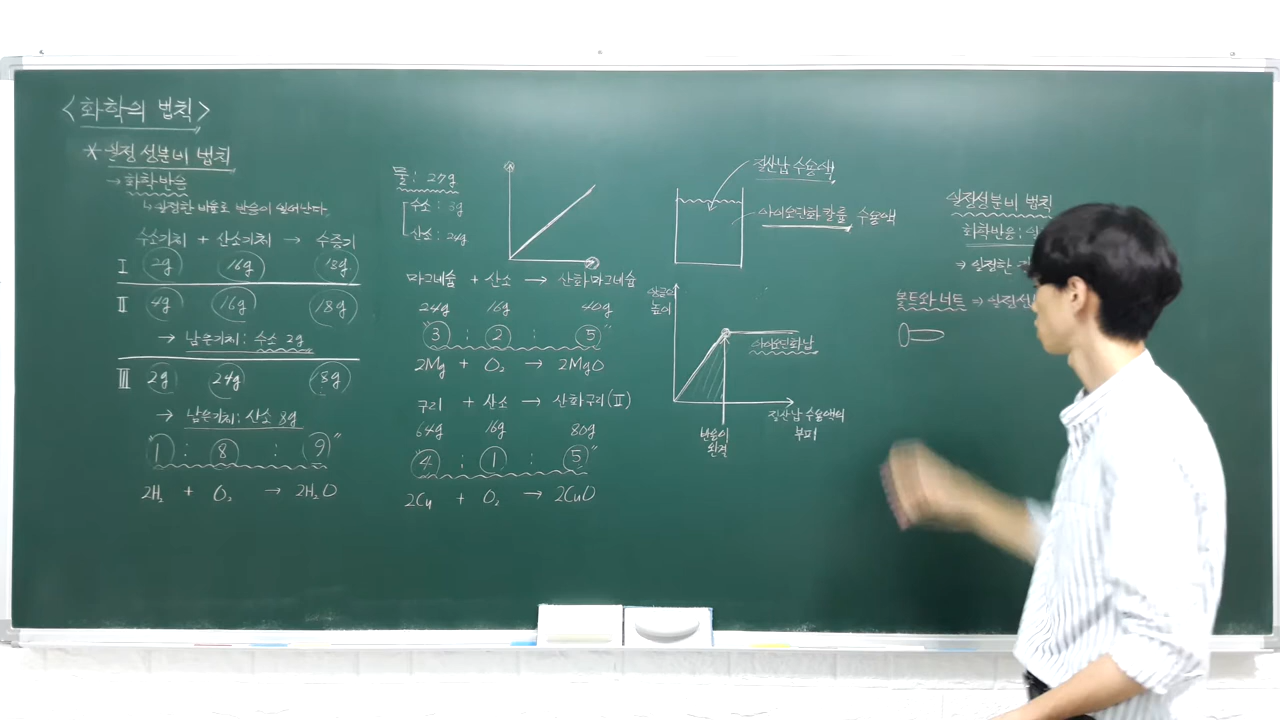 <화학의 법칙>
* 일정 성분비 법칙
→ 화학반응
↳ 일정한 비율로 반응이 일어난다.
수소기체 + 산소기체 → 수증기
Ⅰ 2g 16g 18g
Ⅱ 4g 16g 18g
→ 남은기체: 수소 2g
Ⅲ 2g 24g 18g
→ 남은기체: 산소 8g
"1 : 8 : 9"
2H₂ + O₂ → 2H₂O
물: 27g
수소: 3g
산소: 24g
마그네슘 + 산소 → 산화마그네슘
24g 16g 40g
"3 : 2 : 5"
2Mg + O₂ → 2MgO
구리 + 산소 → 산화구리(Ⅱ)
64g 16g 80g
"4 : 1 : 5"
2Cu + O₂ → 2CuO
질산납 수용액
아이오딘화 칼륨 수용액
앙금의
높이
아이오딘화납
질산납 수용액의
부피
반응이
완결
일정성분비 법칙
화학반응:
⇒ 일정한
볼트와 너트 ⇒ 일정성